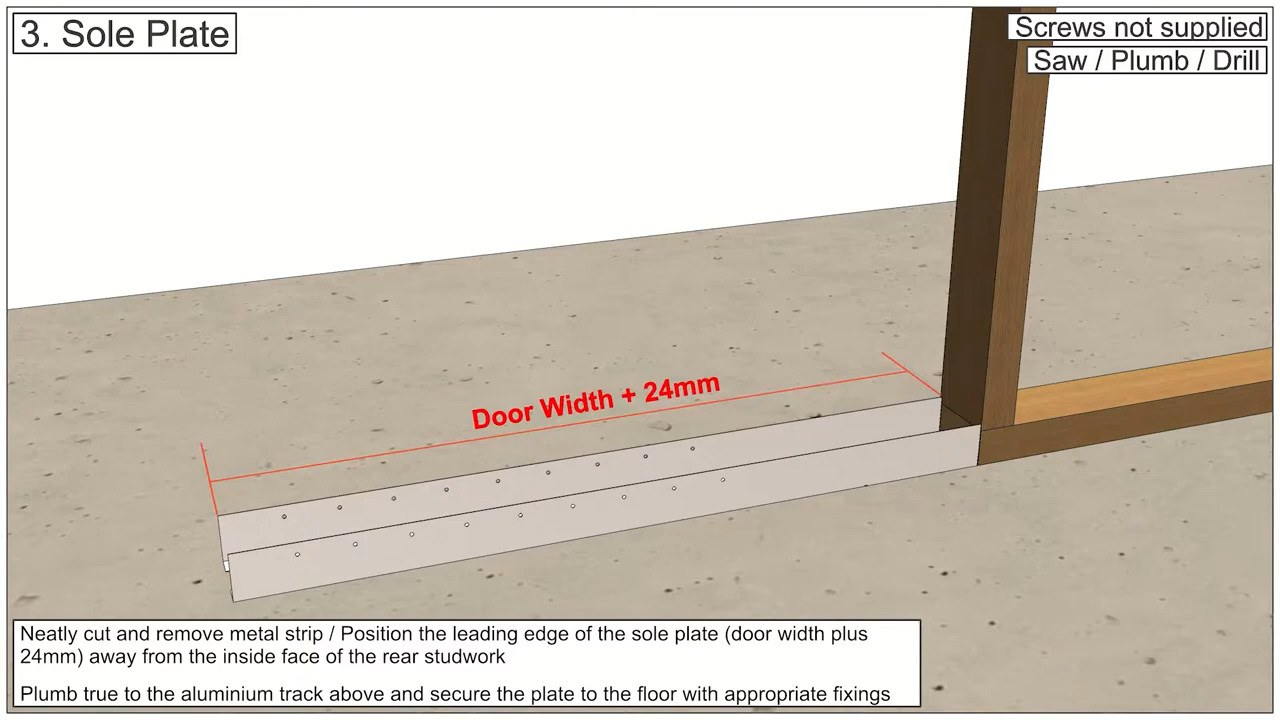 3. Sole Plate
Screws not supplied
Saw / Plumb / Drill
Door Width + 24mm
Neatly cut and remove metal strip / Position the leading edge of the sole plate (door width plus
24mm) away from the inside face of the rear studwork
Plumb true to the aluminium track above and secure the plate to the floor with appropriate fixings